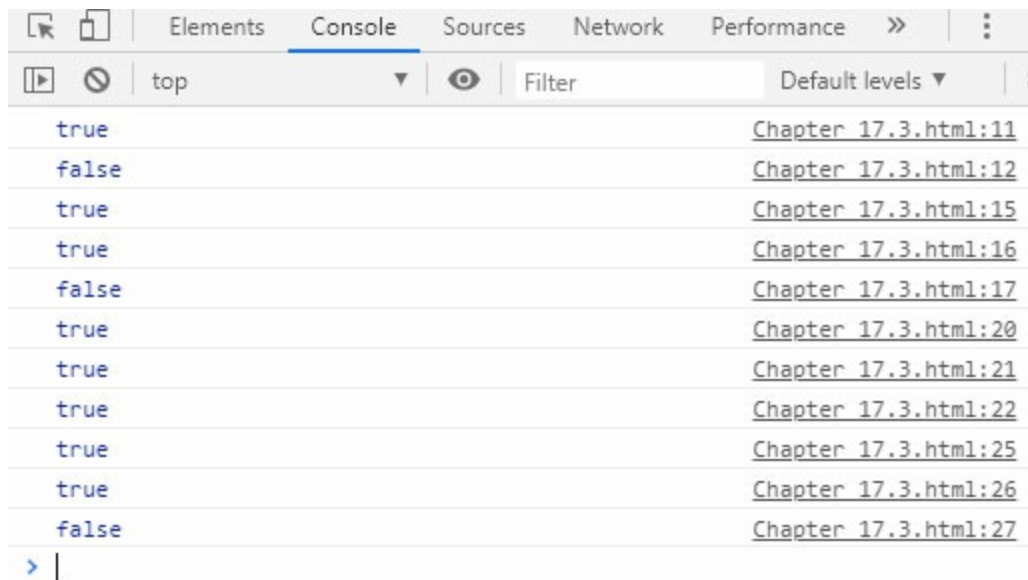 Elements Console Sources Network Performance »
top ▼ Filter Default levels ▼
true Chapter 17.3.html:11
false Chapter 17.3.html:12
true Chapter 17.3.html:15
true Chapter 17.3.html:16
false Chapter 17.3.html:17
true Chapter 17.3.html:20
true Chapter 17.3.html:21
true Chapter 17.3.html:22
true Chapter 17.3.html:25
true Chapter 17.3.html:26
false Chapter 17.3.html:27
>